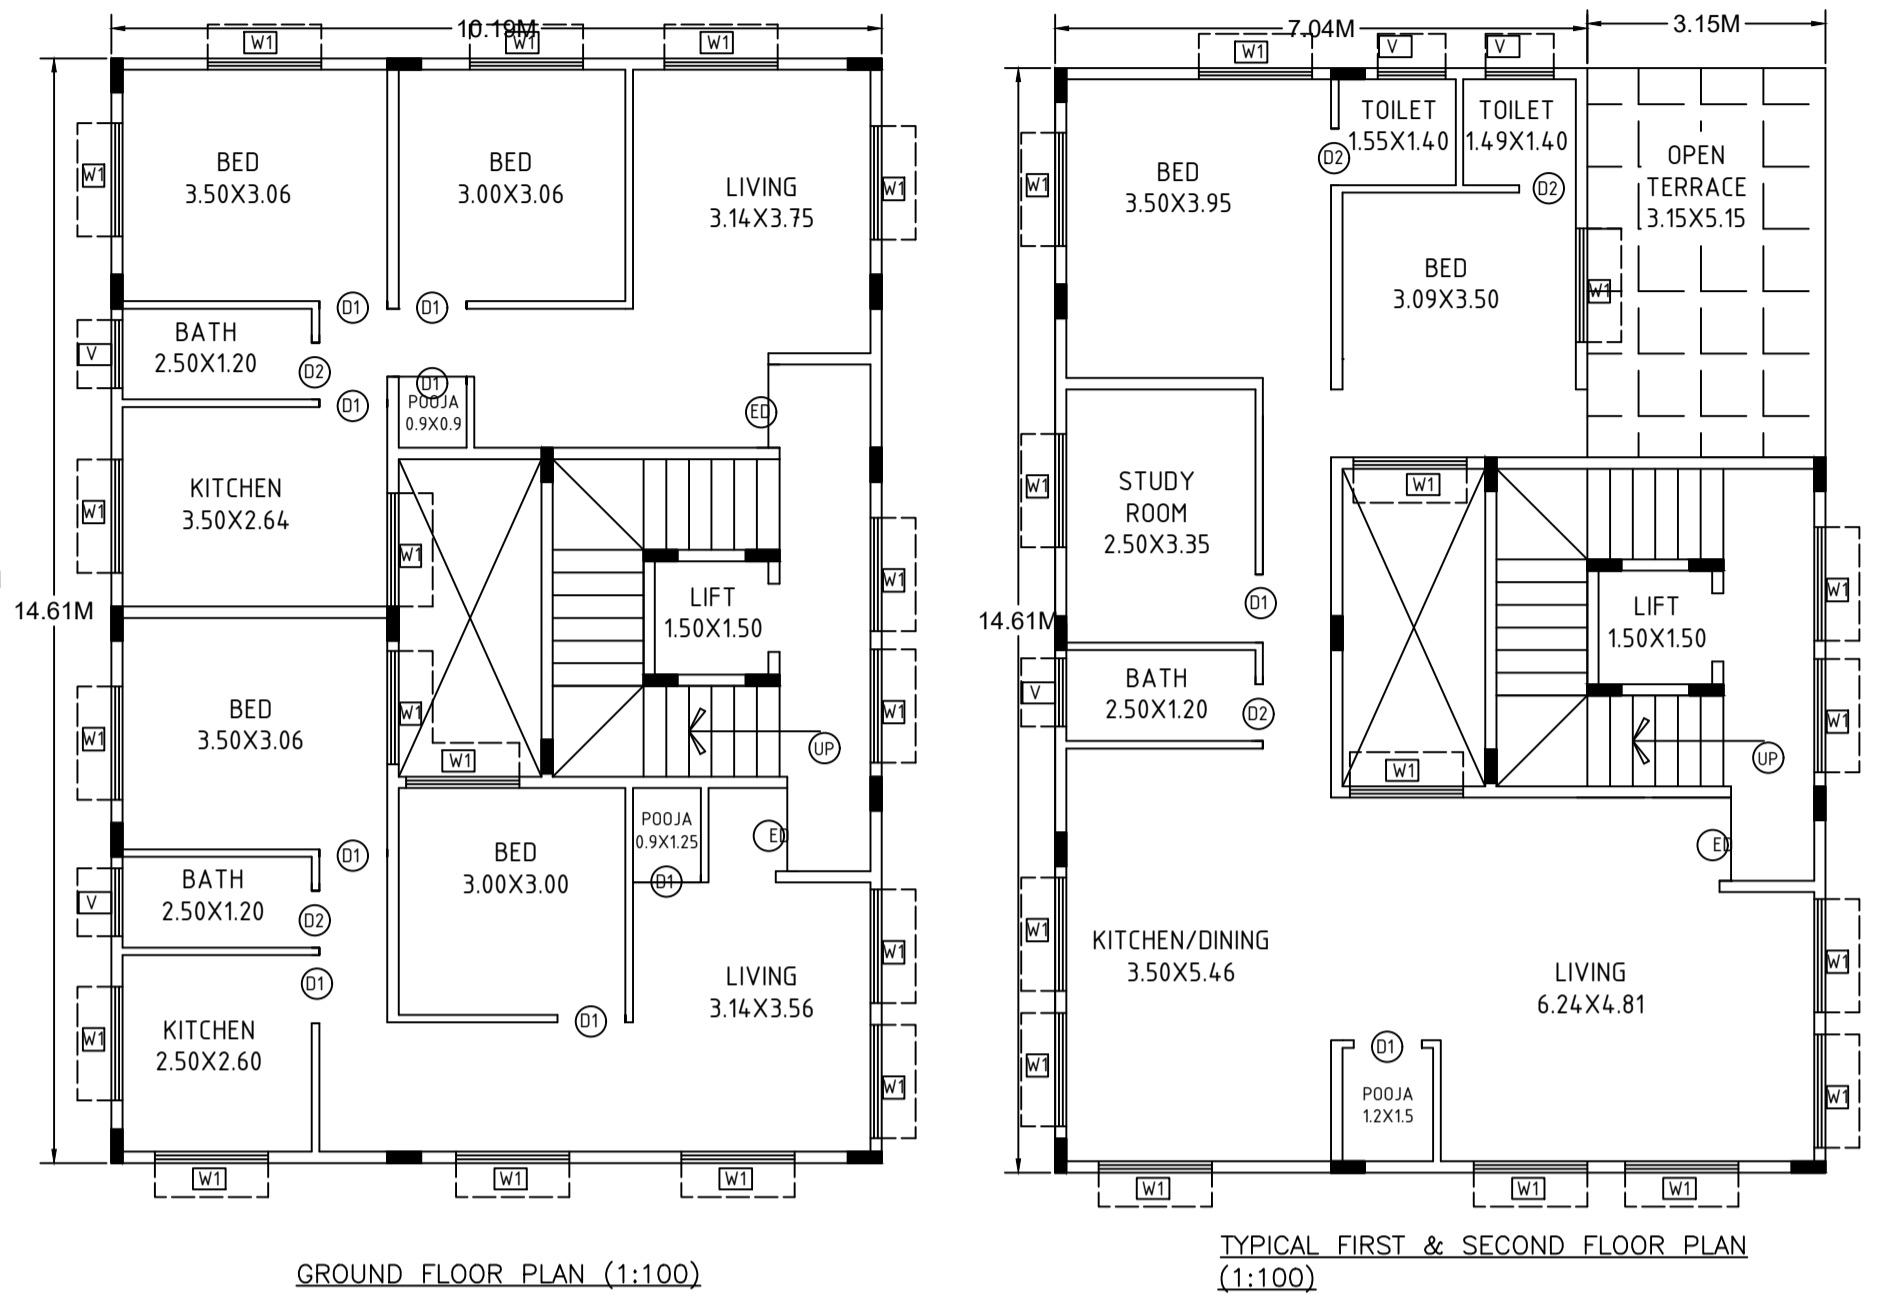 10.19M
W1
W1
W1
BED
3.50X3.06
BED
3.00X3.06
LIVING
3.14X3.75
W1
W1
D1
D1
BATH
2.50X1.20
V
D2
D1
D1
POOJA
0.9X0.9
ED
KITCHEN
3.50X2.64
W1
W1
W1
LIFT
1.50X1.50
14.61M
BED
3.50X3.06
W1
W1
W1
W1
UP
POOJA
0.9X1.25
ED
D1
BED
3.00X3.00
D1
BATH
2.50X1.20
V
D2
W1
D1
LIVING
3.14X3.56
D1
KITCHEN
2.50X2.60
W1
W1
W1
W1
W1
GROUND FLOOR PLAN (1:100)
7.04M
3.15M
W1
V
V
TOILET
1.55X1.40
TOILET
1.49X1.40
D2
D2
BED
3.50X3.95
W1
OPEN
TERRACE
3.15X5.15
BED
3.09X3.50
W1
STUDY
ROOM
2.50X3.35
W1
W1
D1
LIFT
1.50X1.50
W1
14.61M
BATH
2.50X1.20
V
D2
W1
W1
UP
ED
KITCHEN/DINING
3.50X5.46
W1
LIVING
6.24X4.81
W1
D1
W1
W1
POOJA
1.2X1.5
W1
W1
W1
TYPICAL FIRST & SECOND FLOOR PLAN
(1:100)